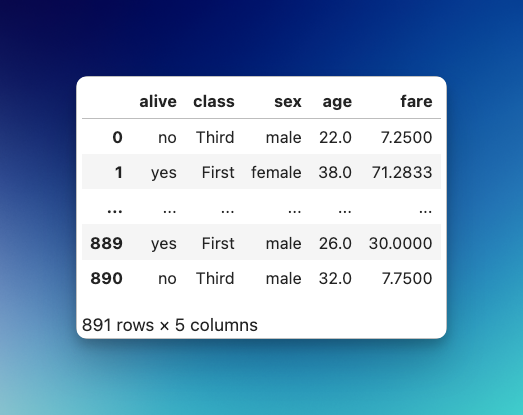 alive class sex age fare
0 no Third male 22.0 7.2500
1 yes First female 38.0 71.2833
... ... ... ... ... ...
889 yes First male 26.0 30.0000
890 no Third male 32.0 7.7500
891 rows × 5 columns